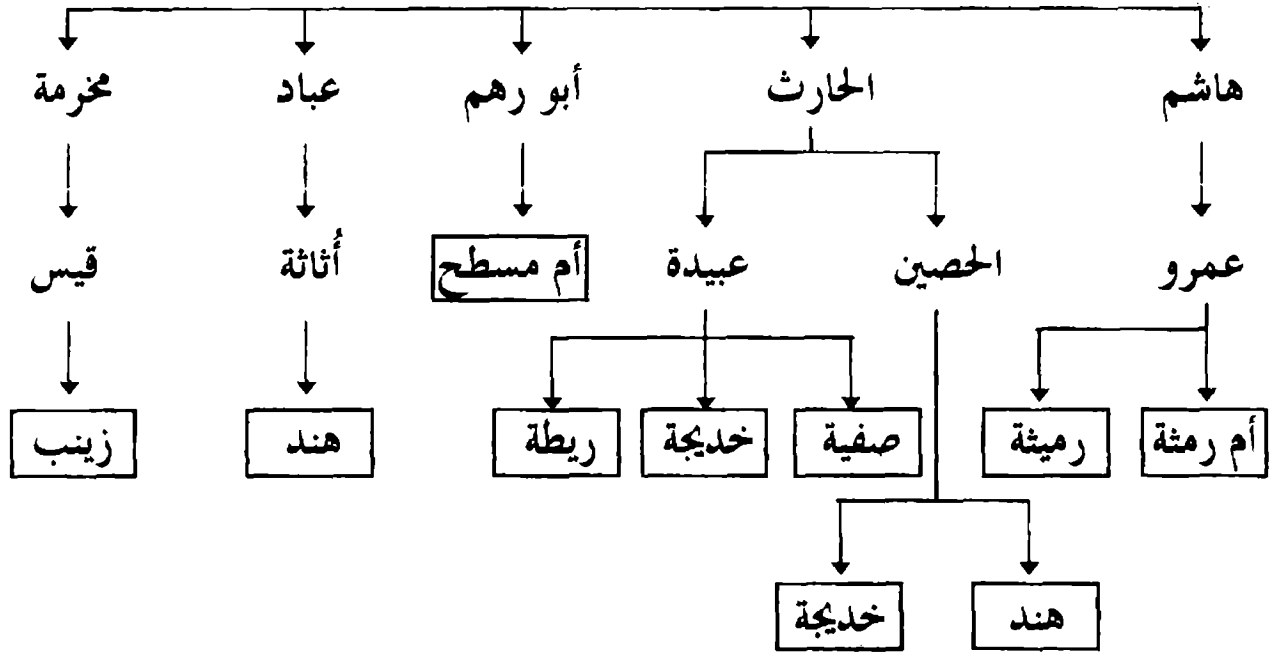 هاشم الحارث أبو رهم عباد مخرمة
عمرو الحصين عبيدة أم مسطح أُثاثة قيس
أم رمثة رميثة صفية خديجة ريطة هند زينب
هند خديجة